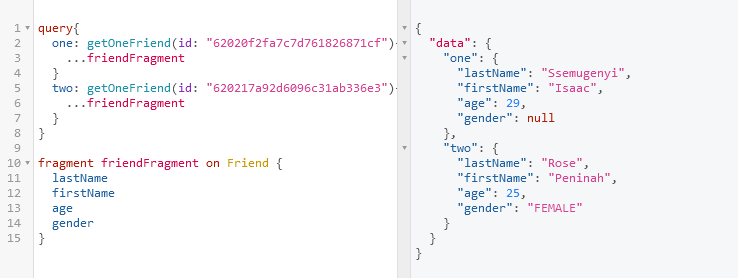 1 query{
2 one: getOneFriend(id: "62020f2fa7c7d761826871cf"){
3 ...friendFragment
4 }
5 two: getOneFriend(id: "620217a92d6096c31ab336e3"){
6 ...friendFragment
7 }
8 }
9
10 fragment friendFragment on Friend {
11 lastName
12 firstName
13 age
14 gender
15 }
{
"data": {
"one": {
"lastName": "Ssemugenyi",
"firstName": "Isaac",
"age": 29,
"gender": null
},
"two": {
"lastName": "Rose",
"firstName": "Peninah",
"age": 25,
"gender": "FEMALE"
}
}
}